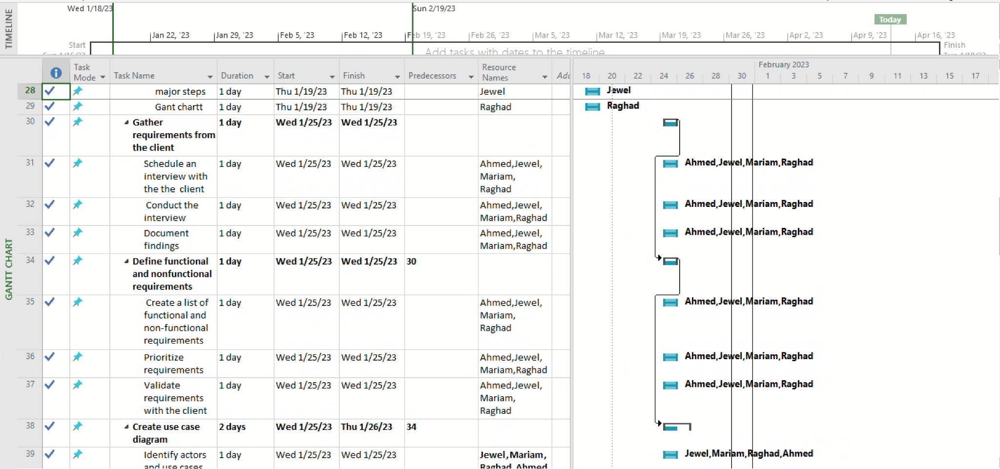 TIMELINE
Wed 1/18/23
Sun 2/19/23
Today
Jan 22, '23 Jan 29, '23 Feb 5, '23 Feb 12, '23 Feb 19, '23 Feb 26, '23 Mar 5, '23 Mar 12, '23 Mar 19, '23 Mar 26, '23 Apr 2, '23 Apr 9, '23 Apr 16, '23
Start
Add tasks with dates to the timeline
Finish
GANTT CHART
Task Mode Task Name Duration Start Finish Predecessors Resource Names
February 2023
18 20 22 24 26 28 30 1 3 5 7 9 11 13 15 17
28 major steps 1 day Thu 1/19/23 Thu 1/19/23 Jewel Jewel
29 Gant chartt 1 day Thu 1/19/23 Thu 1/19/23 Raghad Raghad
30 Gather 1 day Wed 1/25/23 Wed 1/25/23
requirements from
the client
31 Schedule an 1 day Wed 1/25/23 Wed 1/25/23 Ahmed,Jewel, Ahmed,Jewel,Mariam,Raghad
interview with Mariam,
the the client Raghad
32 Conduct the 1 day Wed 1/25/23 Wed 1/25/23 Ahmed,Jewel, Ahmed,Jewel,Mariam,Raghad
interview Mariam,Raghad
33 Document 1 day Wed 1/25/23 Wed 1/25/23 Ahmed,Jewel, Ahmed,Jewel,Mariam,Raghad
findings Mariam,Raghad
34 Define functional 1 day Wed 1/25/23 Wed 1/25/23 30
and nonfunctional
requirements
35 Create a list of 1 day Wed 1/25/23 Wed 1/25/23 Ahmed,Jewel, Ahmed,Jewel,Mariam,Raghad
functional and Mariam,
non-functional Raghad
requirements
36 Prioritize 1 day Wed 1/25/23 Wed 1/25/23 Ahmed,Jewel, Ahmed,Jewel,Mariam,Raghad
requirements Mariam,Raghad
37 Validate 1 day Wed 1/25/23 Wed 1/25/23 Ahmed,Jewel, Ahmed,Jewel,Mariam,Raghad
requirements Mariam,
with the client Raghad
38 Create use case 2 days Wed 1/25/23 Thu 1/26/23 34
diagram
39 Identify actors 1 day Wed 1/25/23 Wed 1/25/23 Jewel,Mariam, Jewel,Mariam,Raghad,Ahmed
and use cases Raghad,Ahmed